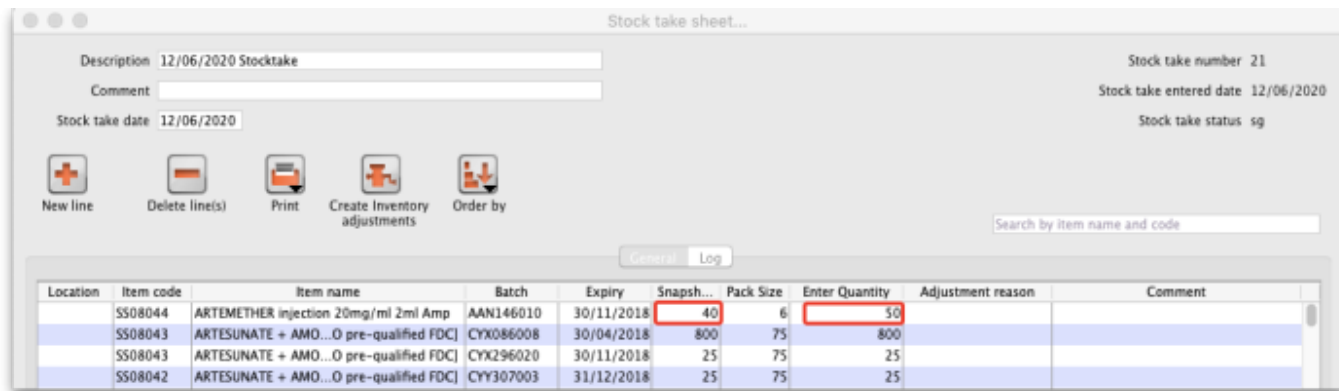 Stock take sheet...
Description 12/06/2020 Stocktake Stock take number 21
Comment Stock take entered date 12/06/2020
Stock take date 12/06/2020 Stock take status sg
New line Delete line(s) Print Create Inventory adjustments Order by
Search by item name and code
General Log
Location Item code Item name Batch Expiry Snapsh... Pack Size Enter Quantity Adjustment reason Comment
SS08044 ARTEMETHER injection 20mg/ml 2ml Amp AAN146010 30/11/2018 40 6 50
SS08043 ARTESUNATE + AMO...O pre-qualified FDC] CYX086008 30/04/2018 800 75 800
SS08043 ARTESUNATE + AMO...O pre-qualified FDC] CYX296020 30/11/2018 25 75 25
SS08042 ARTESUNATE + AMO...O pre-qualified FDC] CYY307003 31/12/2018 25 75 25